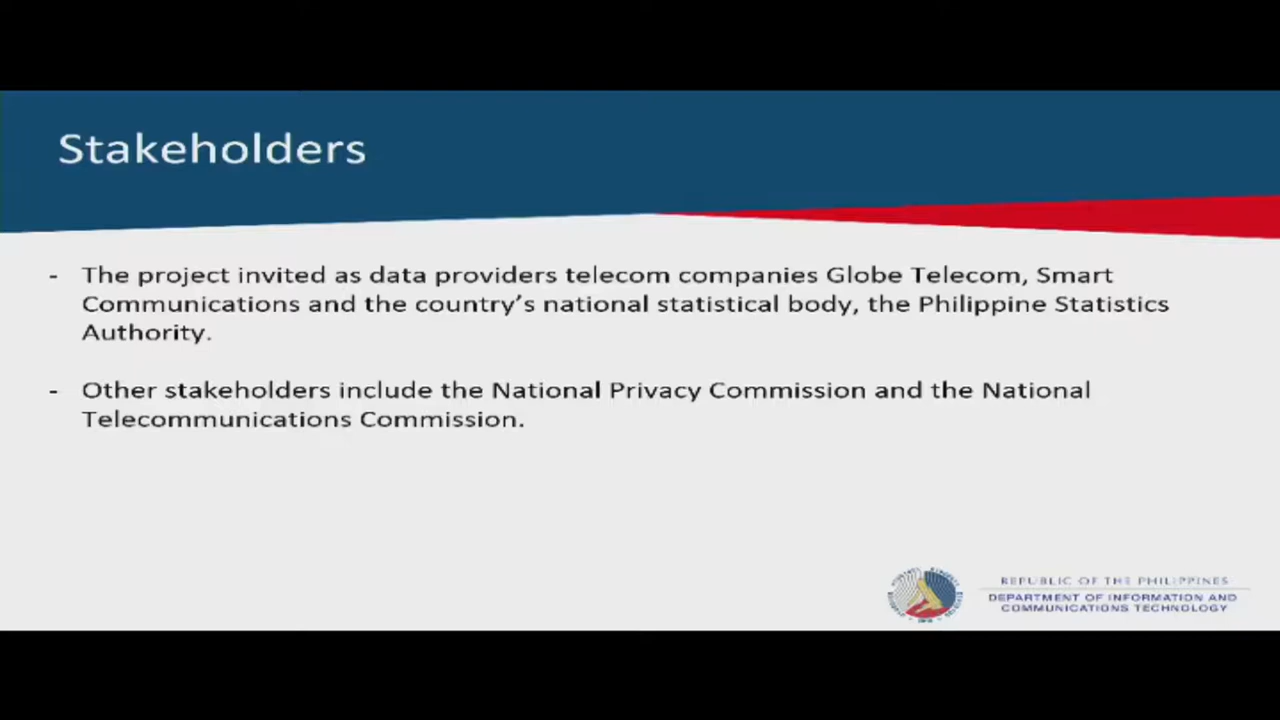 Stakeholders
- The project invited as data providers telecom companies Globe Telecom, Smart
Communications and the country's national statistical body, the Philippine Statistics
Authority.
- Other stakeholders include the National Privacy Commission and the National
Telecommunications Commission.
REPUBLIC OF THE PHILIPPINES
DEPARTMENT OF INFORMATION AND
COMMUNICATIONS TECHNOLOGY